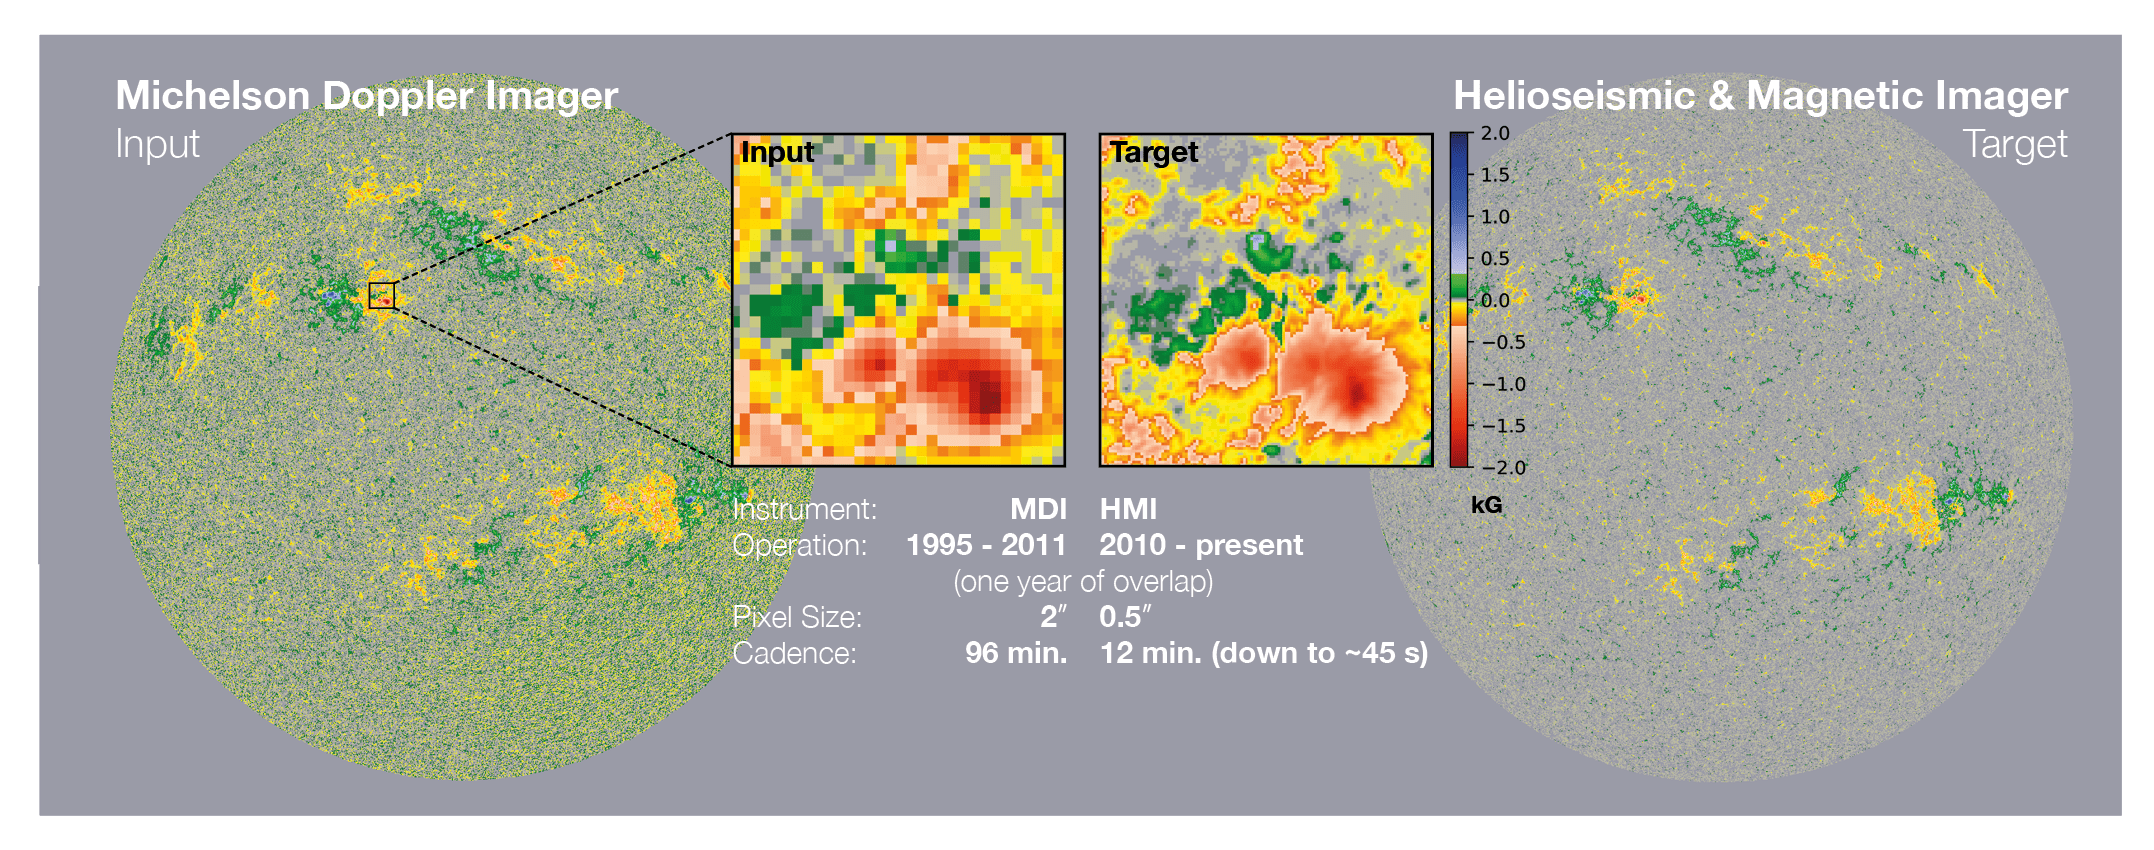 Michelson Doppler Imager
Input
Helioseismic & Magnetic Imager
Target
Input
Target
2.0
1.5
1.0
0.5
0.0
−0.5
−1.0
−1.5
−2.0
kG
Instrument: MDI HMI
Operation: 1995 - 2011 2010 - present
(one year of overlap)
Pixel Size: 2″ 0.5″
Cadence: 96 min. 12 min. (down to ~45 s)